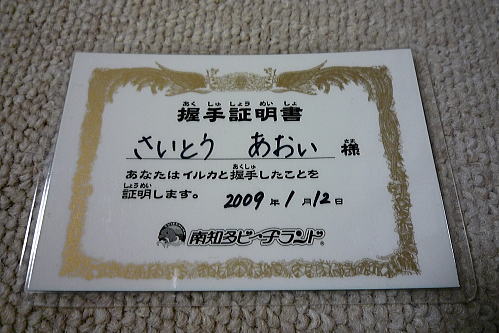 握手証明書
さいとう あおい 様
あなたはイルカと握手したことを
証明します。 2009年1月12日
南知多ビーチランド